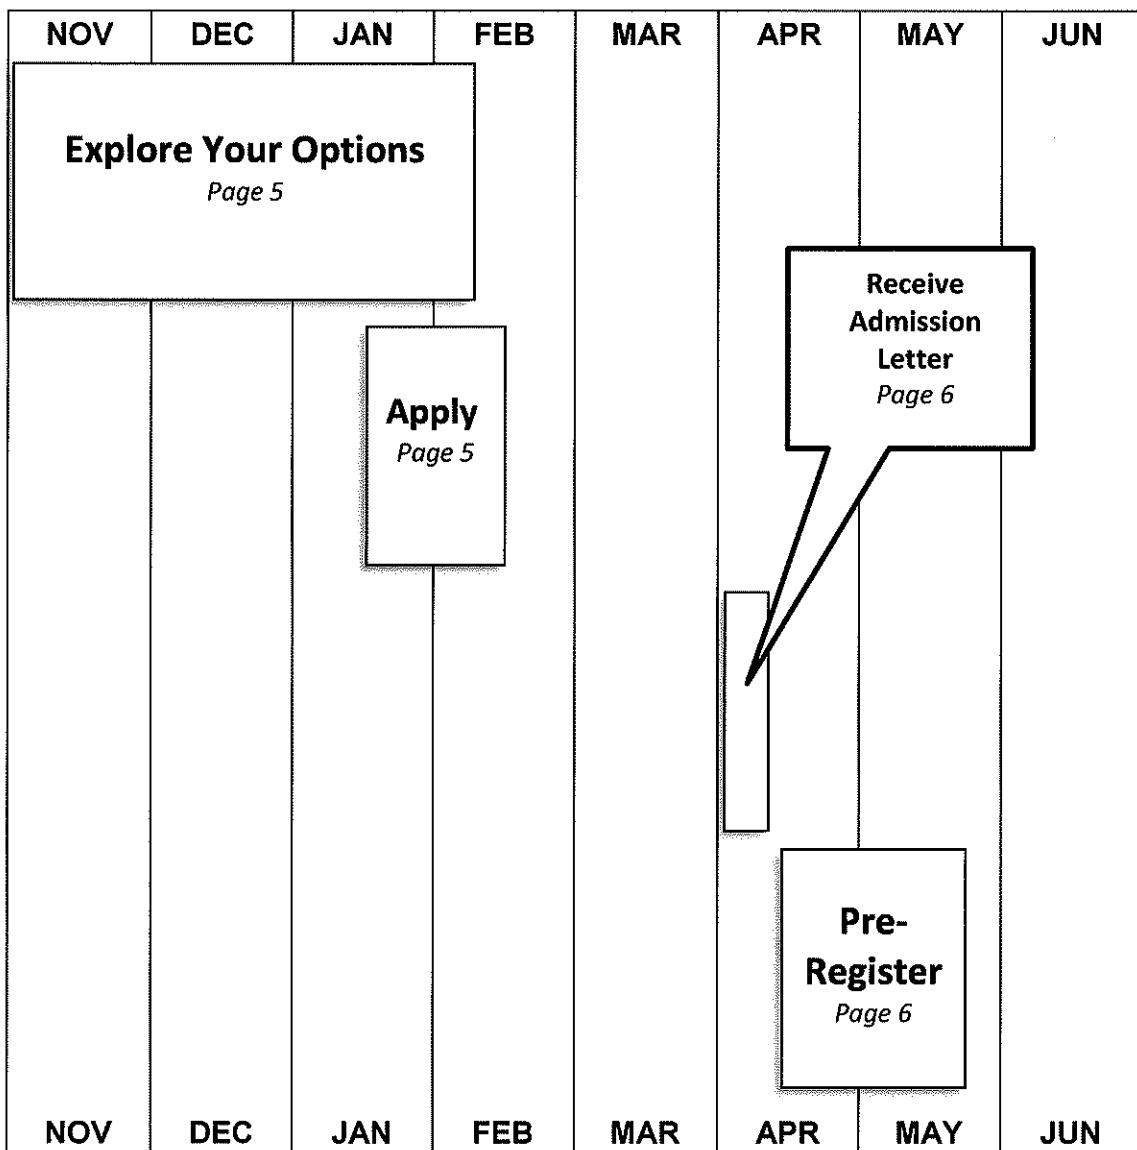 NOV DEC JAN FEB MAR APR MAY JUN
Explore Your Options
Page 5
Receive
Admission
Letter
Page 6
Apply
Page 5
Pre-
Register
Page 6
NOV DEC JAN FEB MAR APR MAY JUN